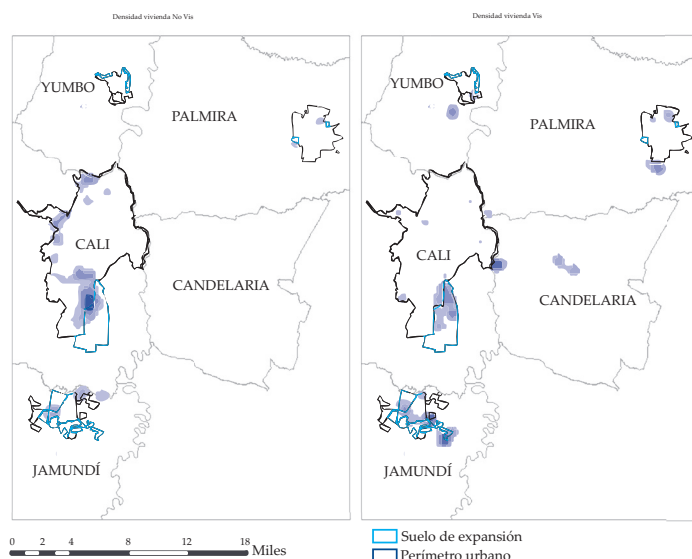 Densidad vivienda No Vis
Densidad vivienda Vis
YUMBO
PALMIRA
CALI
CANDELARIA
JAMUNDÍ
YUMBO
PALMIRA
CALI
CANDELARIA
JAMUNDÍ
0 2 4 8 12 18 Miles
Suelo de expansión
Perímetro urbano